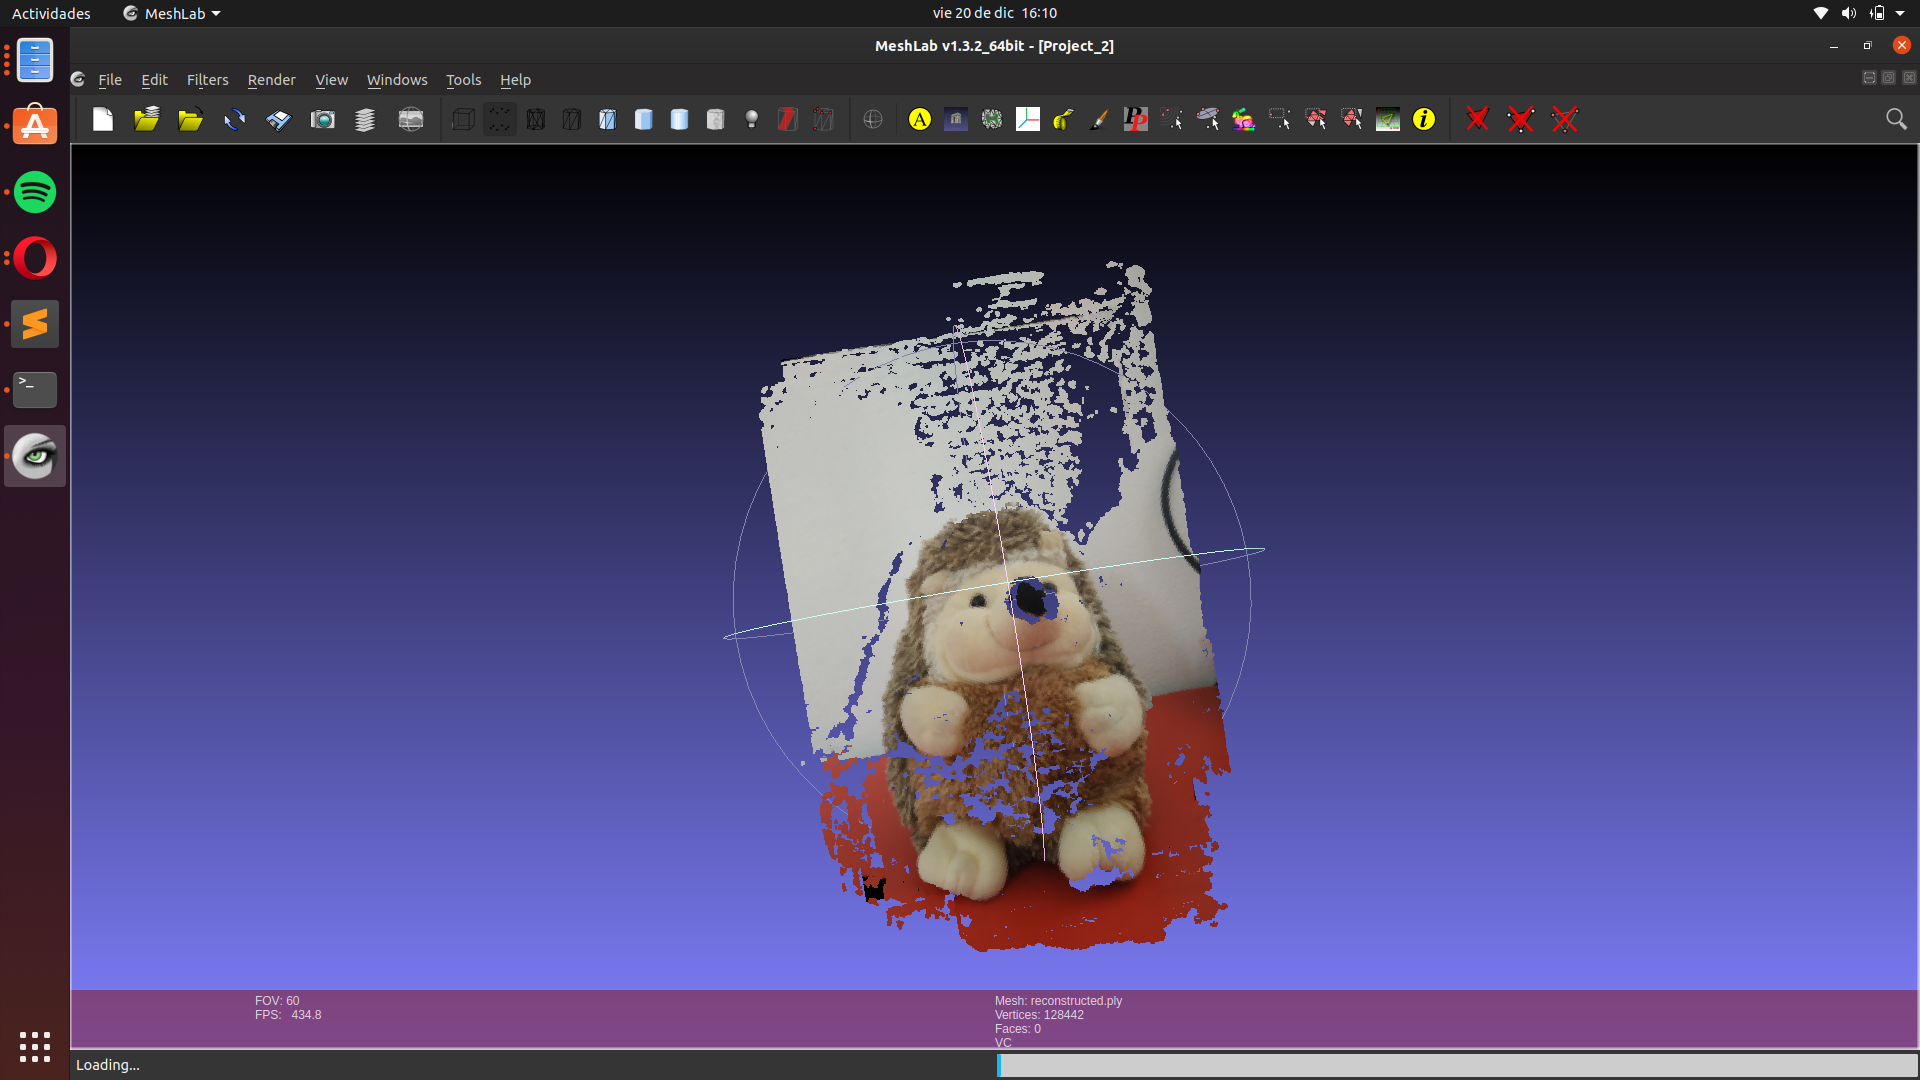 Actividades
MeshLab
vie 20 de dic 16:10
MeshLab v1.3.2_64bit - [Project_2]
File Edit Filters Render View Windows Tools Help
A
PP
i
>_
FOV: 60
FPS: 434.8
Mesh: reconstructed.ply
Vertices: 128442
Faces: 0
VC
Loading...